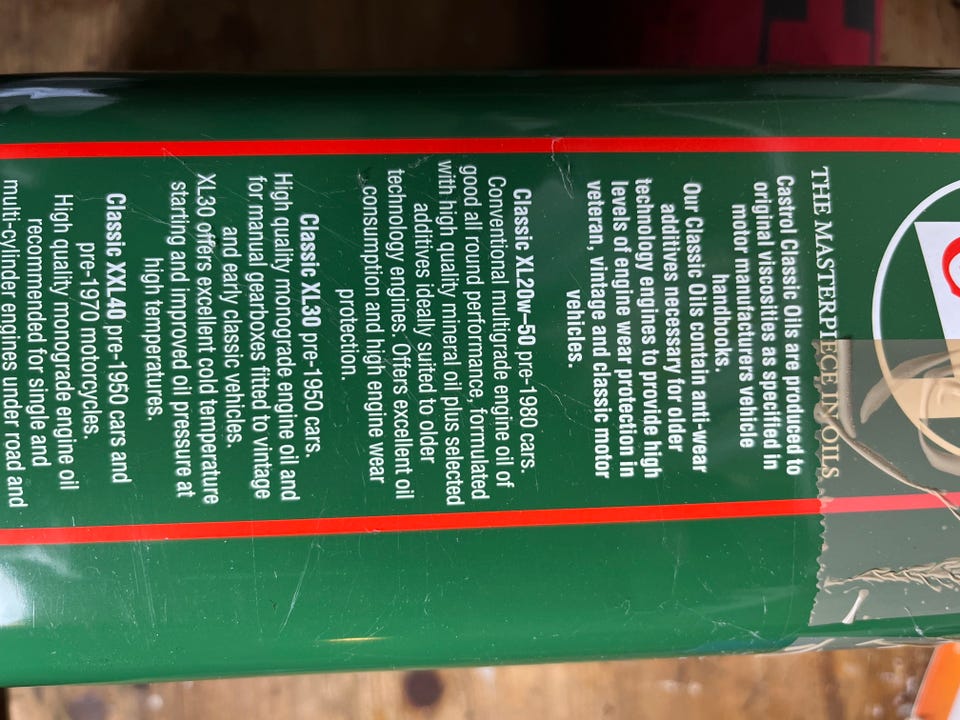 THE MASTERPIECE IN OILS
Castrol Classic Oils are produced to
original viscosities as specified in
motor manufacturers vehicle
handbooks.
Our Classic Oils contain anti-wear
additives necessary for older
technology engines to provide high
levels of engine wear protection in
veteran, vintage and classic motor
vehicles.
Classic XL20w-50 pre-1980 cars.
Conventional multigrade engine oil of
good all round performance, formulated
with high quality mineral oil plus selected
additives ideally suited to older
technology engines. Offers excellent oil
consumption and high engine wear
protection.
Classic XL30 pre-1950 cars.
High quality monograde engine oil and
for manual gearboxes fitted to vintage
and early classic vehicles.
XL30 offers excellent cold temperature
starting and improved oil pressure at
high temperatures.
Classic XXL40 pre-1950 cars and
pre-1970 motorcycles.
High quality monograde engine oil
recommended for single and
multi-cylinder engines under road and